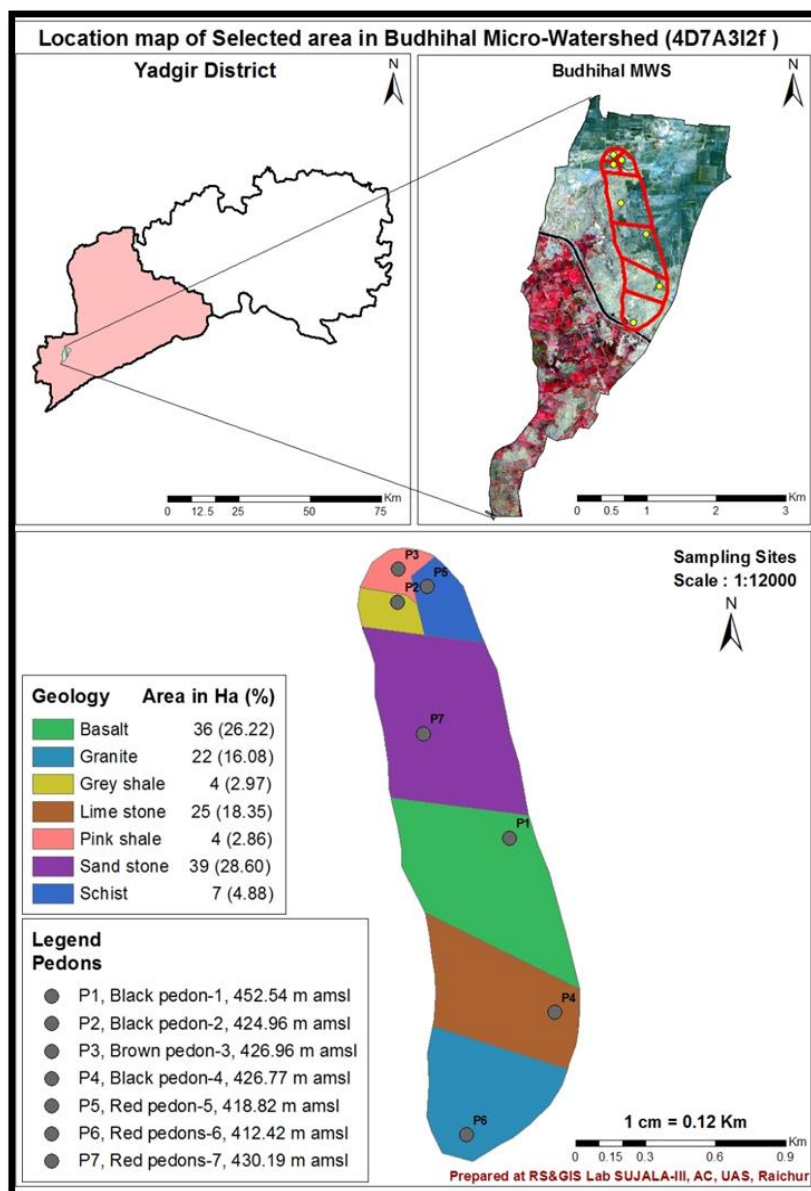 Location map of Selected area in Budhihal Micro-Watershed (4D7A3I2f )
Yadgir District
N
Km
0 12.5 25 50 75
Budhihal MWS
N
Km
0 0.5 1 2 3
Sampling Sites
Scale : 1:12000
N
P3
P5
P2
P7
P1
P4
P6
Geology Area in Ha (%)
Basalt 36 (26.22)
Granite 22 (16.08)
Grey shale 4 (2.97)
Lime stone 25 (18.35)
Pink shale 4 (2.86)
Sand stone 39 (28.60)
Schist 7 (4.88)
Legend
Pedons
P1, Black pedon-1, 452.54 m amsl
P2, Black pedon-2, 424.96 m amsl
P3, Brown pedon-3, 426.96 m amsl
P4, Black pedon-4, 426.77 m amsl
P5, Red pedon-5, 418.82 m amsl
P6, Red pedons-6, 412.42 m amsl
P7, Red pedons-7, 430.19 m amsl
1 cm = 0.12 Km
Km
0 0.15 0.3 0.6 0.9
Prepared at RS&GIS Lab SUJALA-III, AC, UAS, Raichur